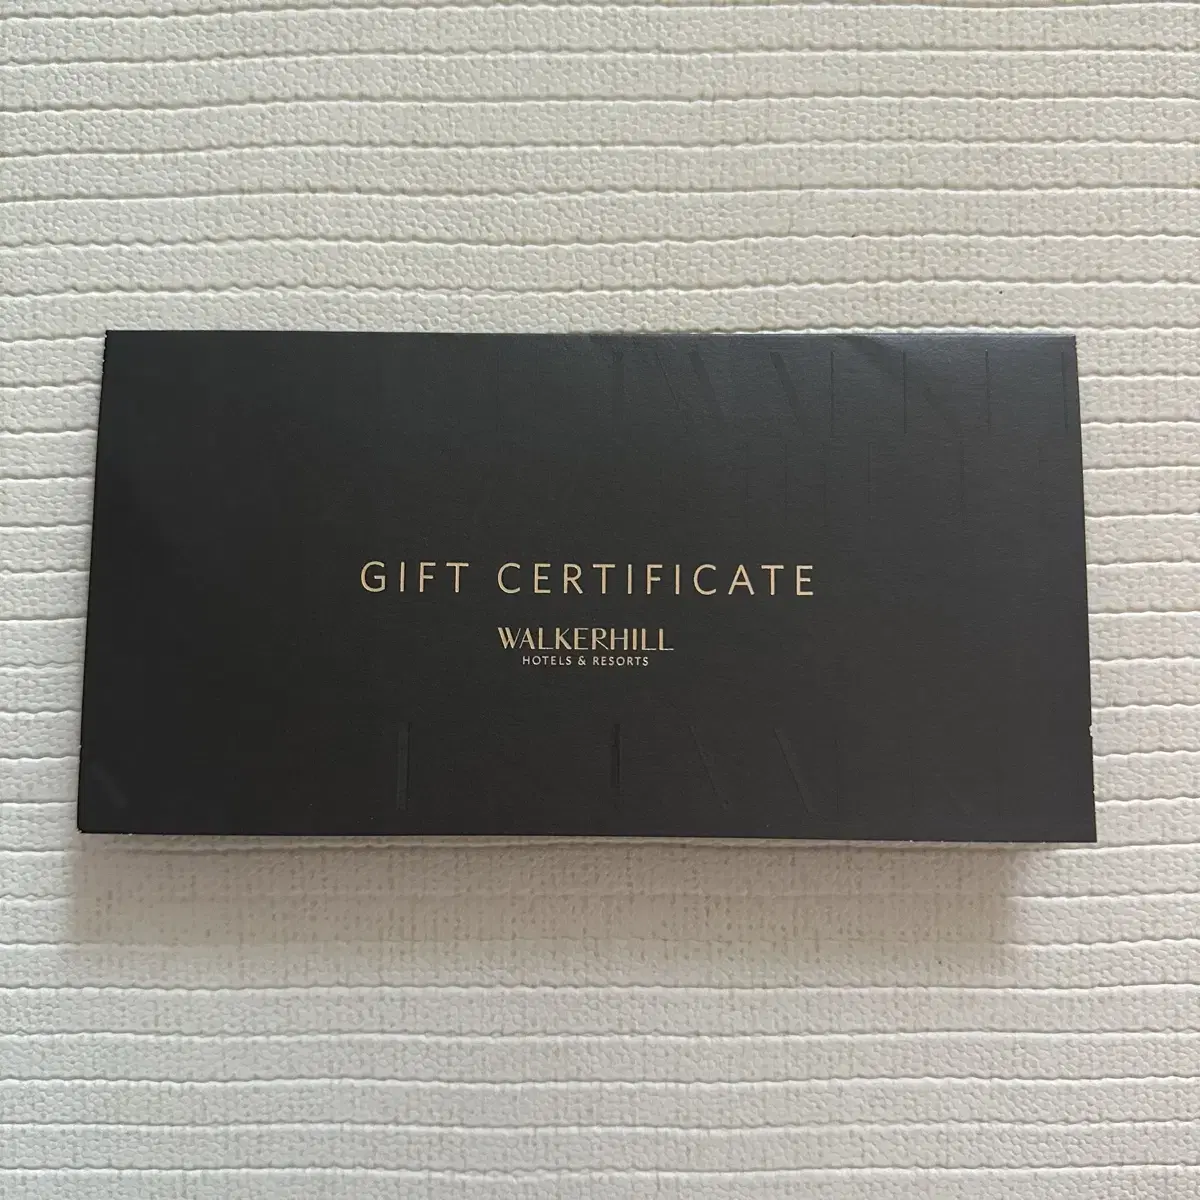 GIFT CERTIFICATE
WALKERHILL
HOTELS & RESORTS